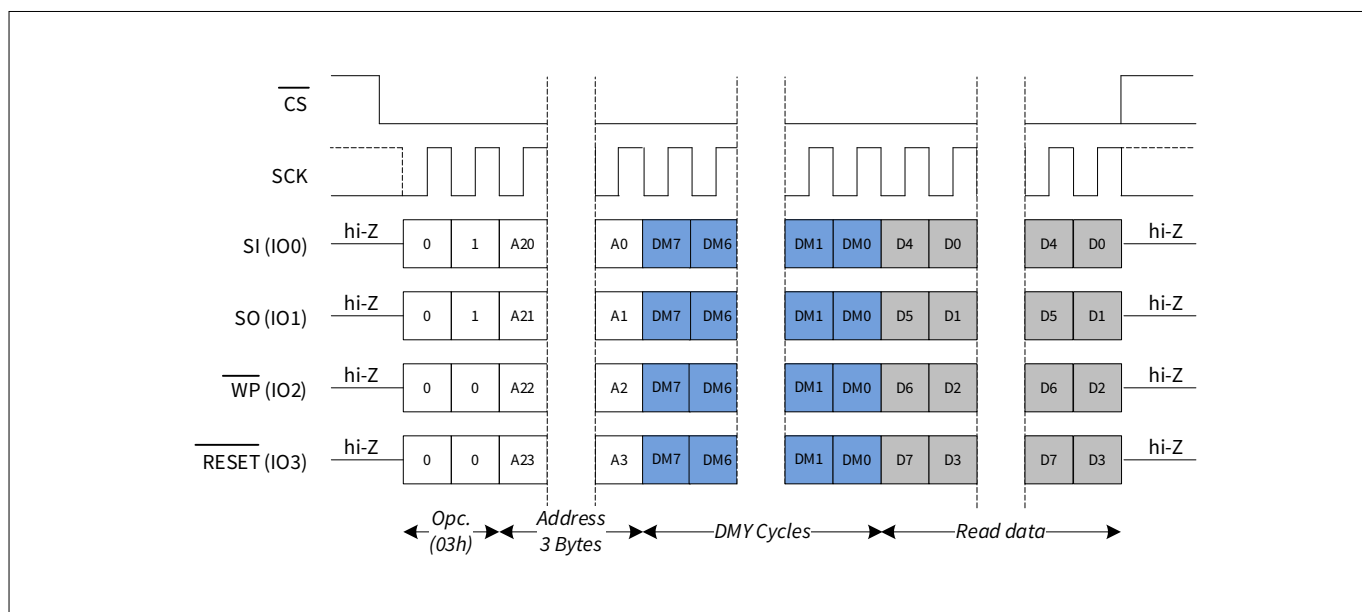 CS
SCK
hi-Z 0 1 A20 A0 DM7 DM6 DM1 DM0 D4 D0 D4 D0 hi-Z
SI (IO0)
hi-Z 0 1 A21 A1 DM7 DM6 DM1 DM0 D5 D1 D5 D1 hi-Z
SO (IO1)
hi-Z 0 0 A22 A2 DM7 DM6 DM1 DM0 D6 D2 D6 D2 hi-Z
WP (IO2)
hi-Z 0 0 A23 A3 DM7 DM6 DM1 DM0 D7 D3 D7 D3 hi-Z
RESET (IO3)
Opc. (03h)
Address 3 Bytes
DMY Cycles
Read data